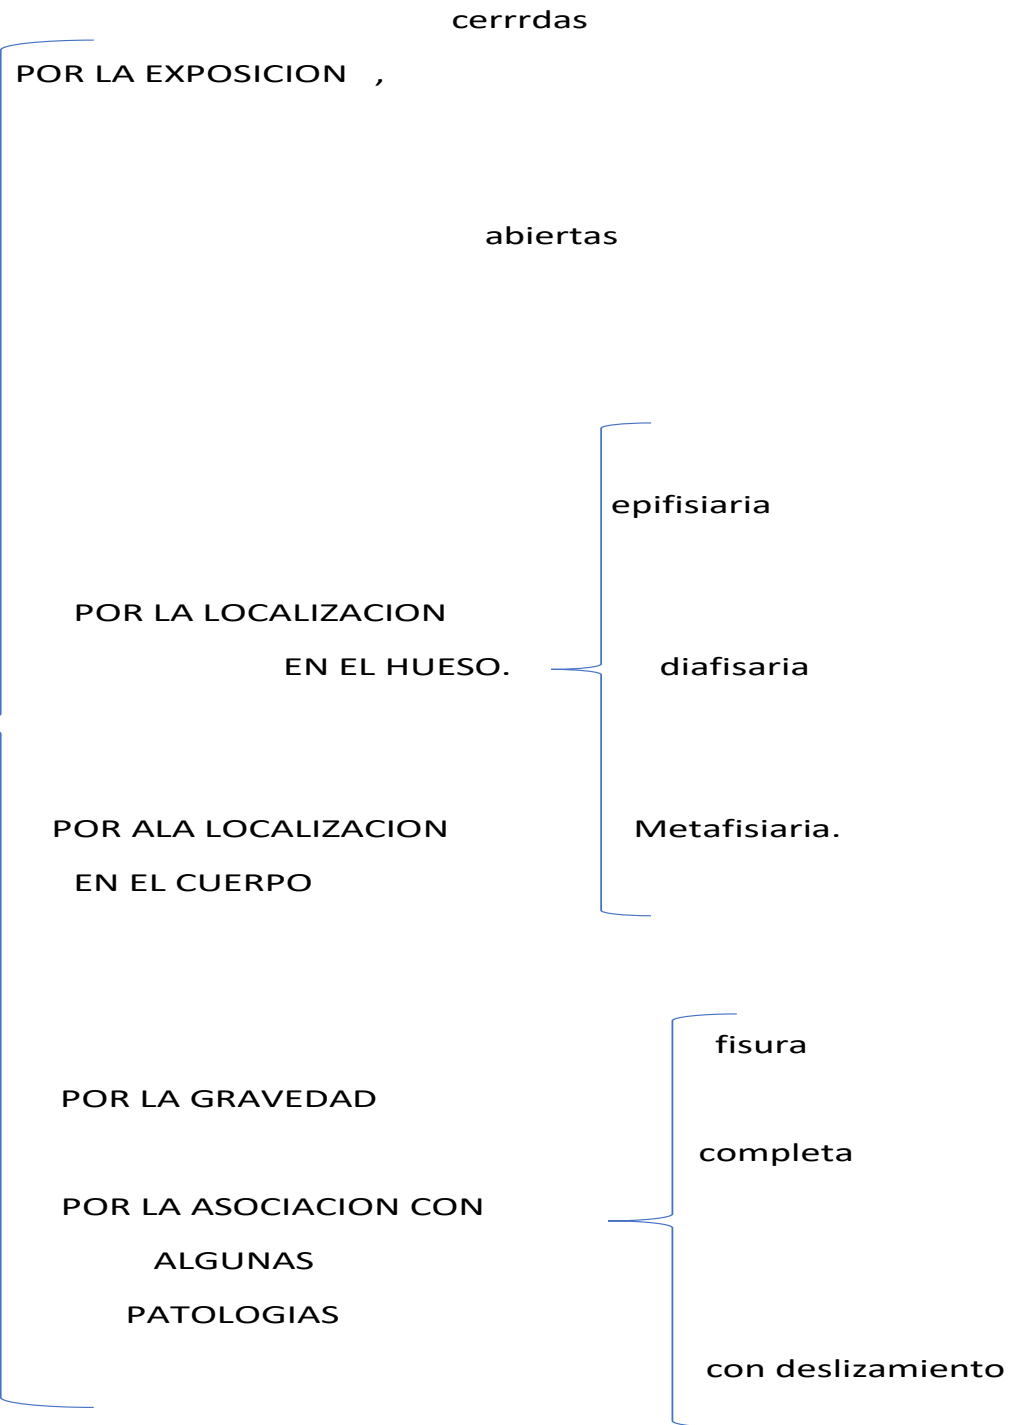 cerrrdas
POR LA EXPOSICION ,
abiertas
epifisiaria
POR LA LOCALIZACION
EN EL HUESO.
diafisaria
POR ALA LOCALIZACION
Metafisiaria.
EN EL CUERPO
fisura
POR LA GRAVEDAD
completa
POR LA ASOCIACION CON
ALGUNAS
PATOLOGIAS
con deslizamiento